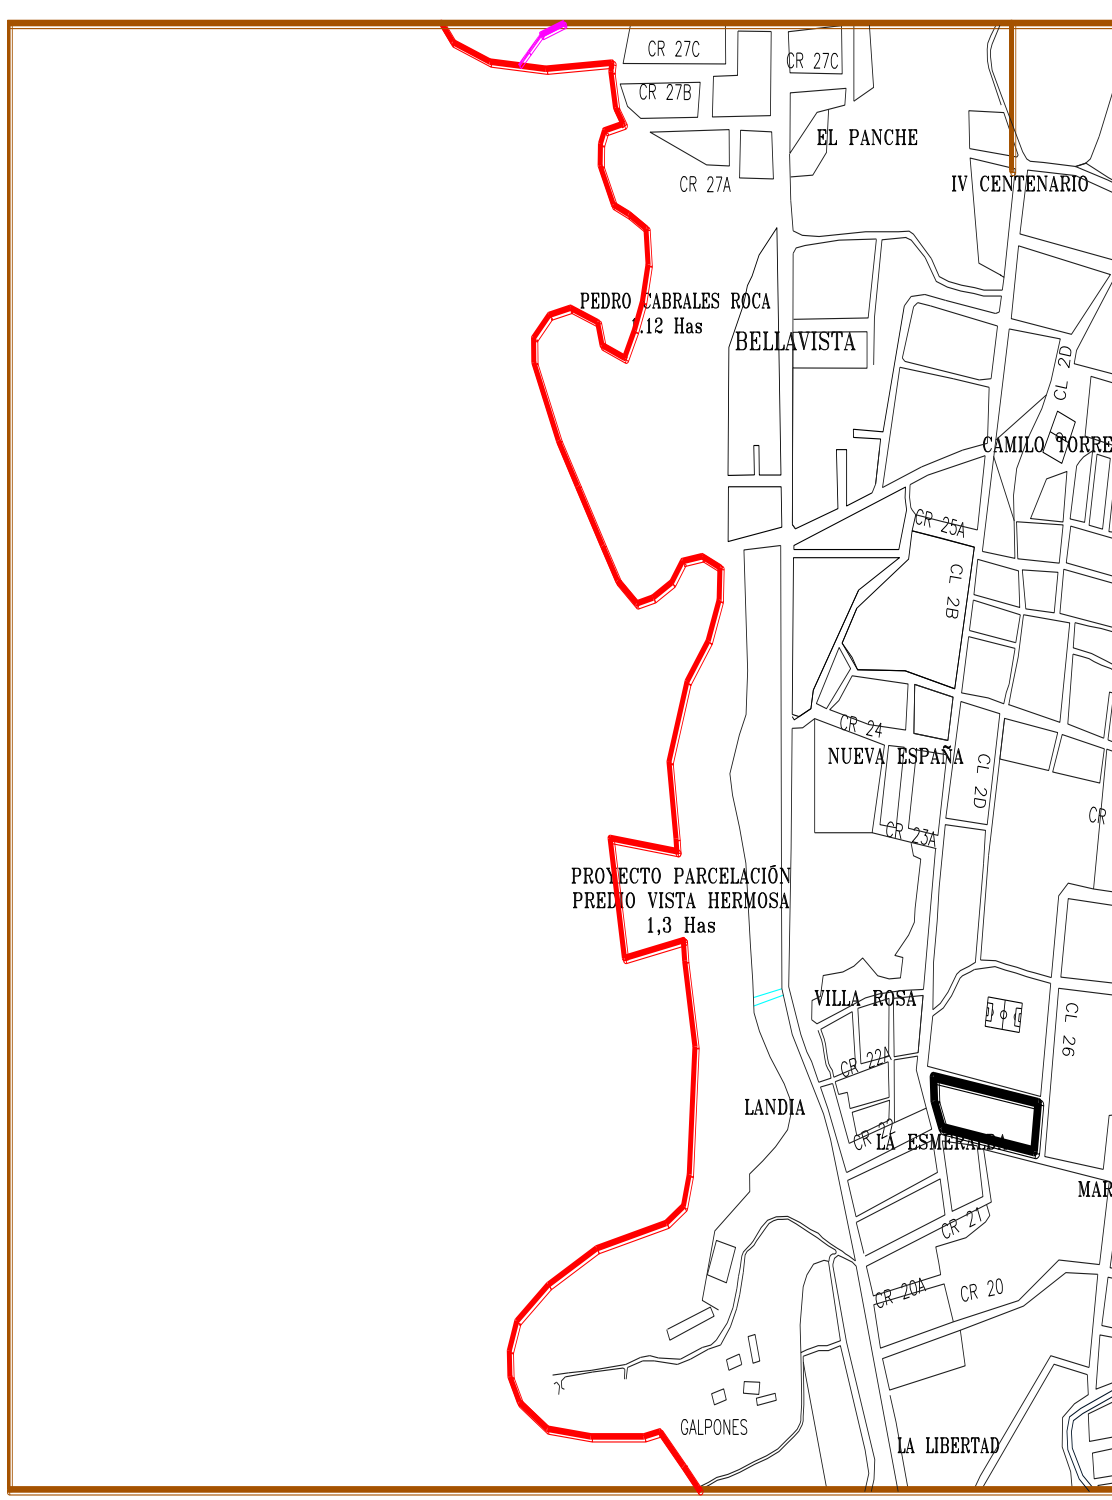 CR 27C
CR 27C
CR 27B
EL PANCHE
CR 27A
IV CENTENARIO
PEDRO CABRALES ROCA
1.12 Has
BELLAVISTA
CL 2D
CAMILO TORRE
CR 25A
CL 2B
CR 24
NUEVA ESPAÑA
CL 2D
CR
CR 23A
PROYECTO PARCELACIÓN
PREDIO VISTA HERMOSA
1,3 Has
VILLA ROSA
CL 26
CR 22A
LANDIA
CR 22
LA ESMERALDA
MAR
CR 21
CR 20A
CR 20
GALPONES
LA LIBERTAD